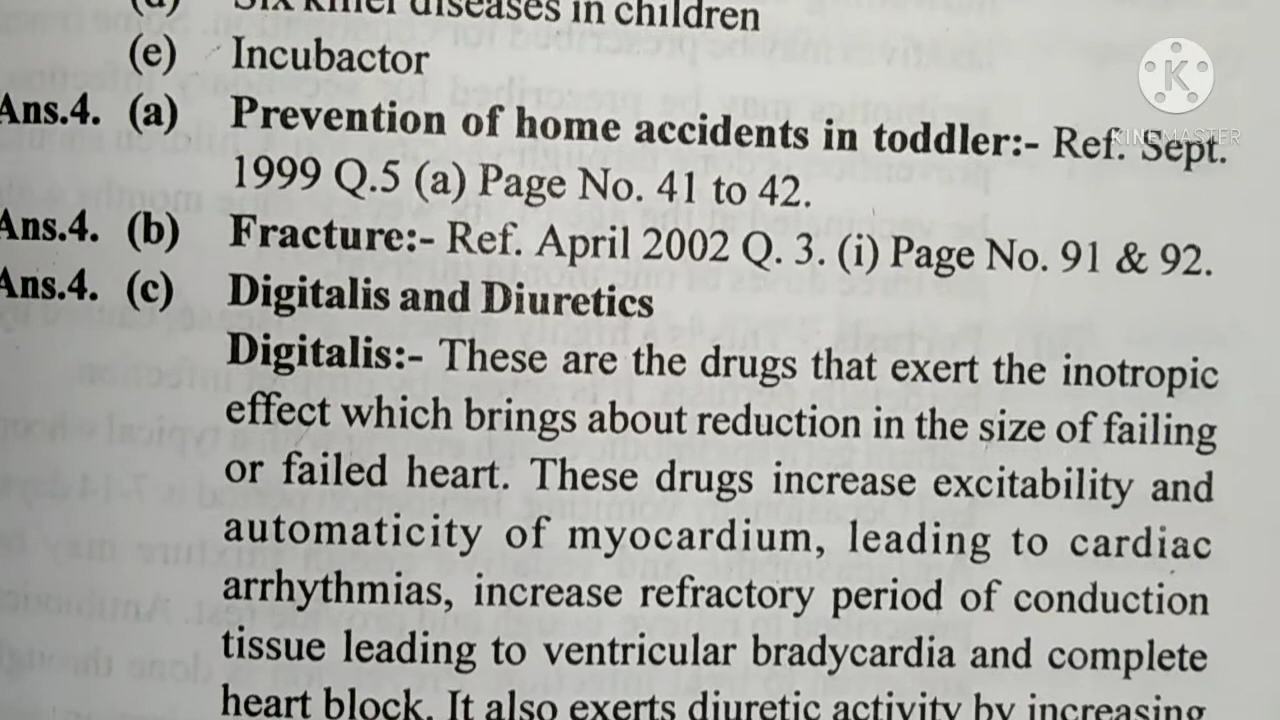 (d) Six killer diseases in children
(e) Incubactor
Ans.4. (a) Prevention of home accidents in toddler:- Ref. Sept.
1999 Q.5 (a) Page No. 41 to 42.
Ans.4. (b) Fracture:- Ref. April 2002 Q. 3. (i) Page No. 91 & 92.
Ans.4. (c) Digitalis and Diuretics
Digitalis:- These are the drugs that exert the inotropic
effect which brings about reduction in the size of failing
or failed heart. These drugs increase excitability and
automaticity of myocardium, leading to cardiac
arrhythmias, increase refractory period of conduction
tissue leading to ventricular bradycardia and complete
heart block. It also exerts diuretic activity by increasing
K
KINEMASTER